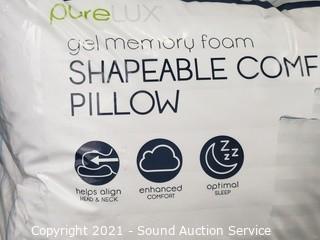 pureLUX
gel memory foam
SHAPEABLE COMF
PILLOW
zzz
helps align
HEAD & NECK
enhanced
COMFORT
optimal
SLEEP
Copyright 2021 - Sound Auction Service